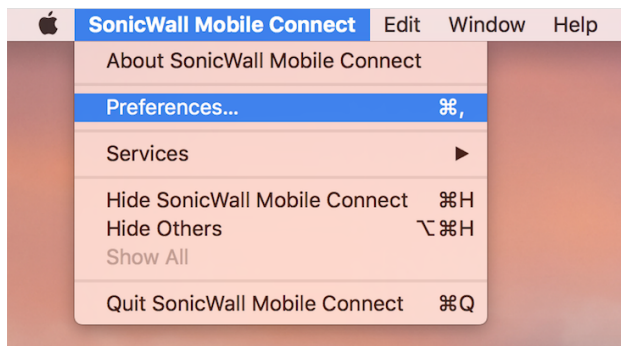 SonicWall Mobile Connect Edit Window Help
About SonicWall Mobile Connect
Preferences... ⌘,
Services ▶
Hide SonicWall Mobile Connect ⌘H
Hide Others ⌥⌘H
Show All
Quit SonicWall Mobile Connect ⌘Q